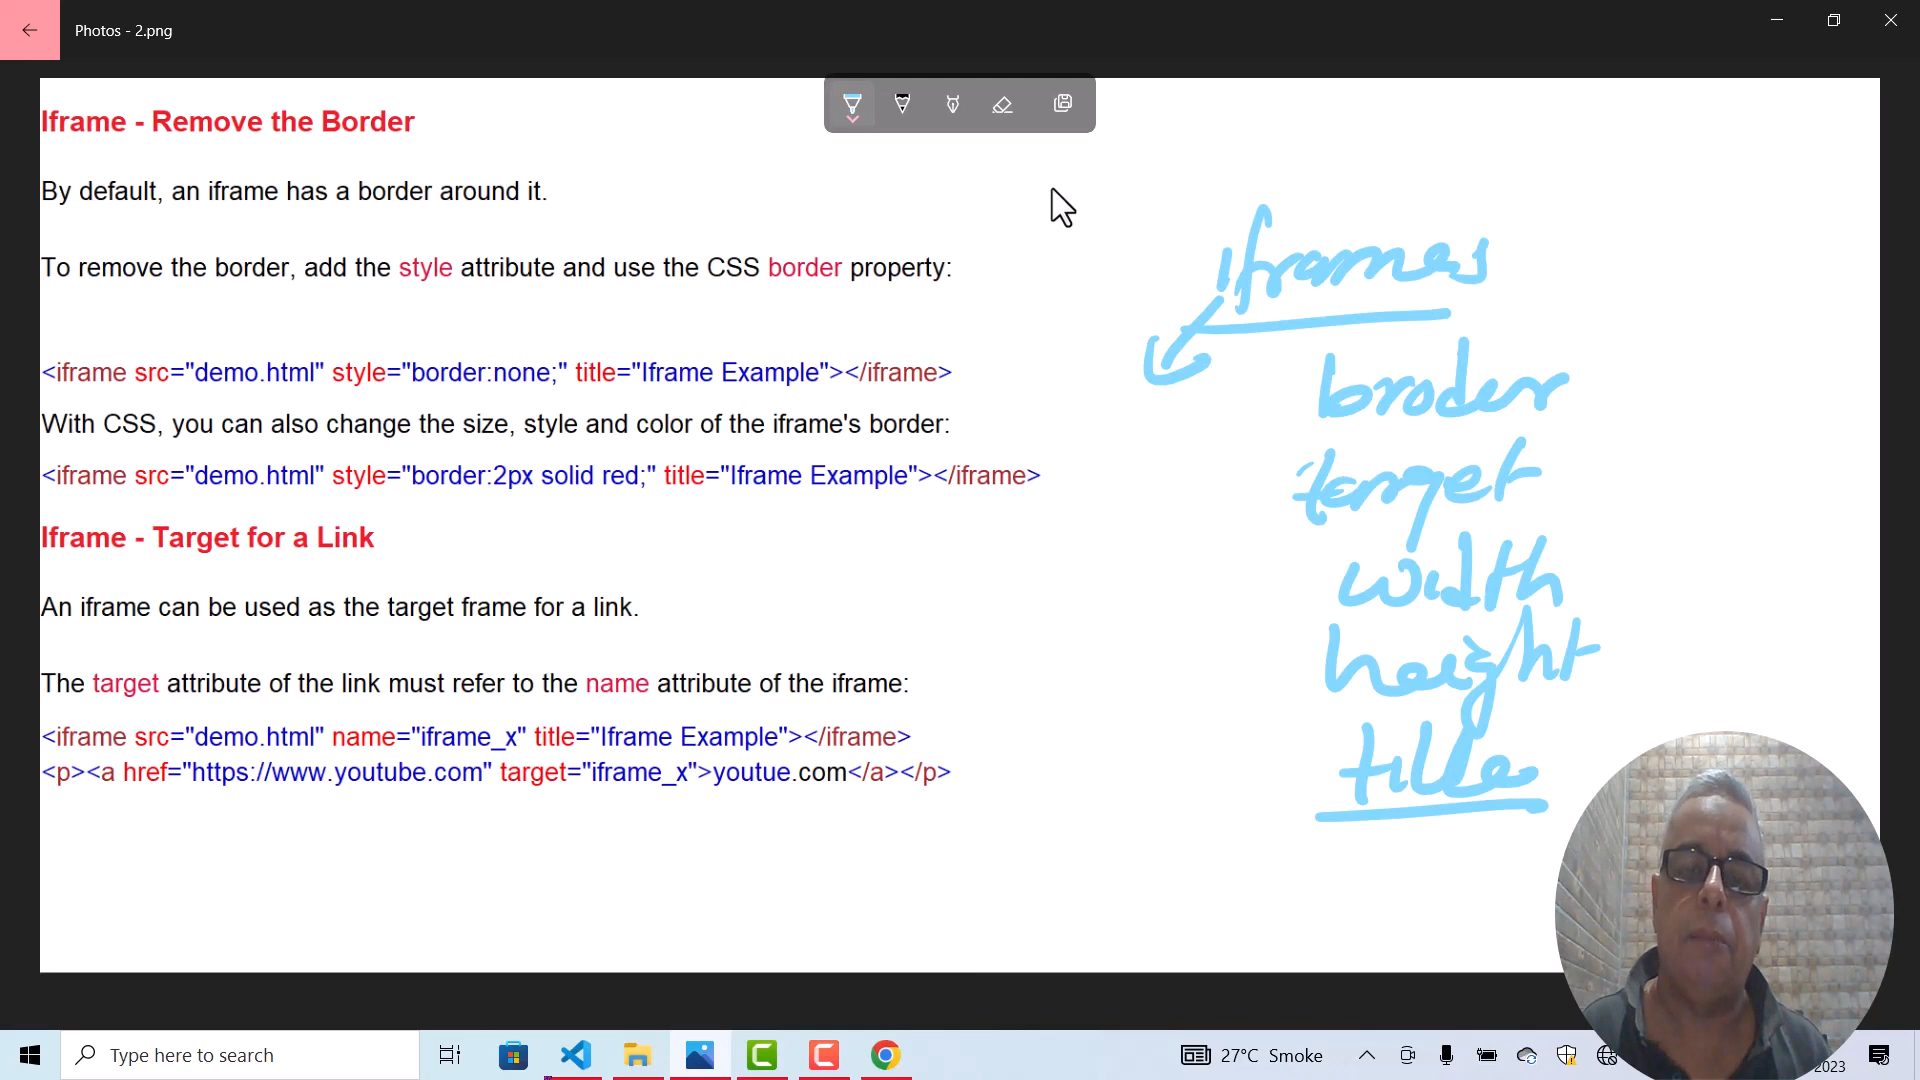 Photos - 2.png
Iframe - Remove the Border
By default, an iframe has a border around it.
To remove the border, add the style attribute and use the CSS border property:
<iframe src="demo.html" style="border:none;" title="Iframe Example"></iframe>
With CSS, you can also change the size, style and color of the iframe's border:
<iframe src="demo.html" style="border:2px solid red;" title="Iframe Example"></iframe>
Iframe - Target for a Link
An iframe can be used as the target frame for a link.
The target attribute of the link must refer to the name attribute of the iframe:
<iframe src="demo.html" name="iframe_x" title="Iframe Example"></iframe>
<p><a href="https://www.youtube.com" target="iframe_x">youtue.com</a></p>
iframes
broder
target
width
height
title
Type here to search
27°C Smoke
2023